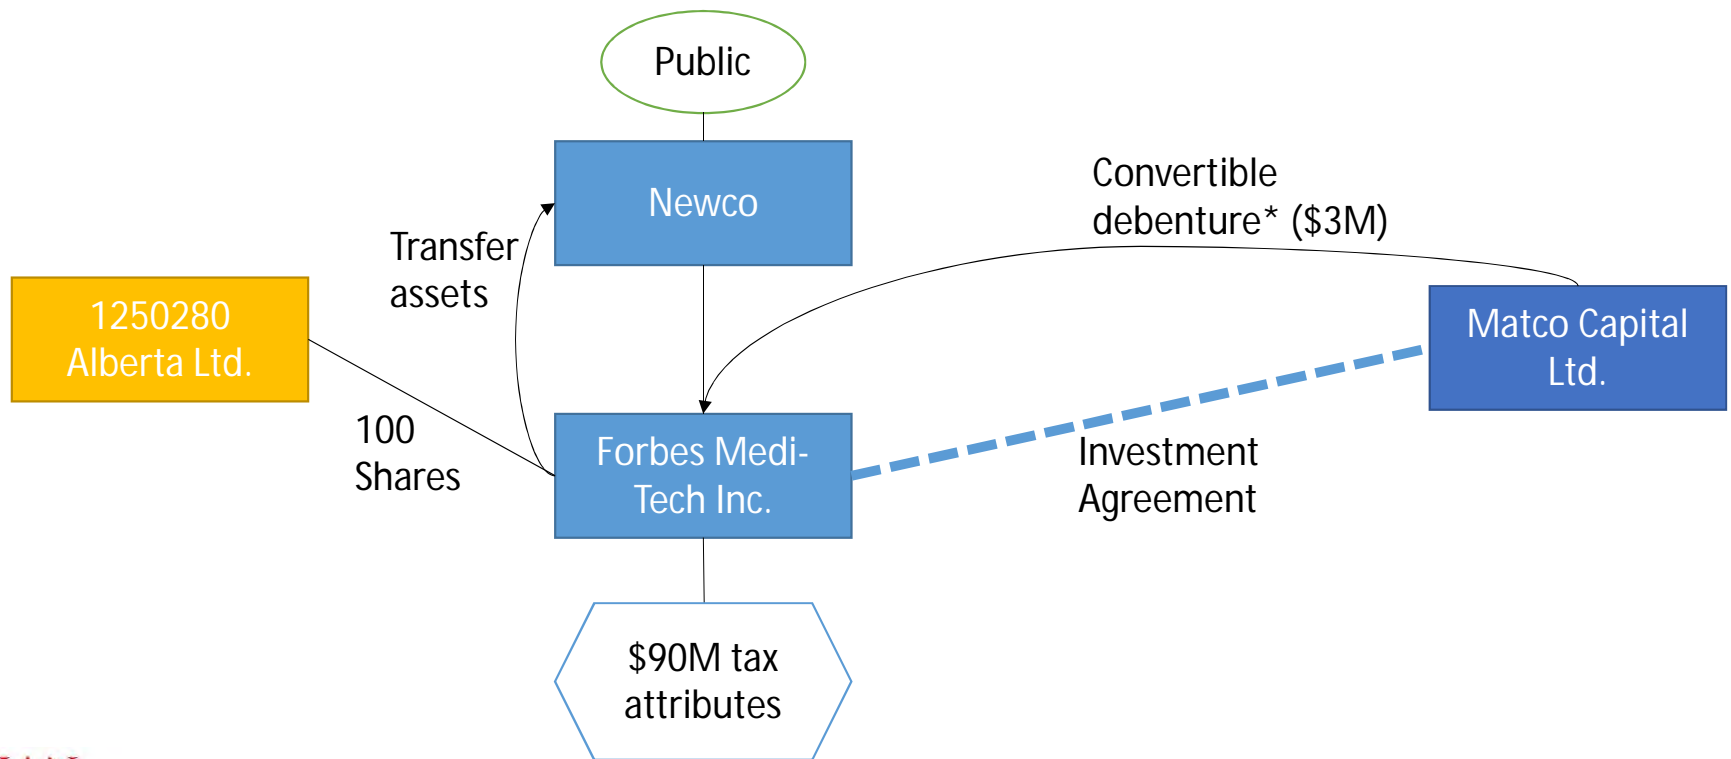 Public
Newco
Convertible
debenture* ($3M)
Transfer
assets
1250280
Alberta Ltd.
Matco Capital
Ltd.
100
Shares
Forbes Medi-
Tech Inc.
Investment
Agreement
$90M tax
attributes